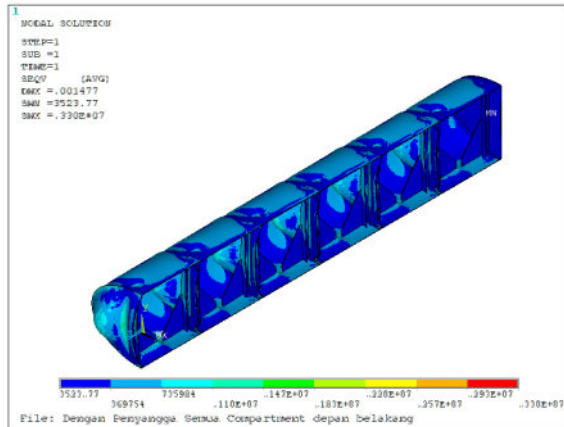 1
NODAL SOLUTION
STEP=1
SUB =1
TIME=1
SEQV (AVG)
DMX =.001477
SMN =3523.77
SMX =.330E+07
MN
Z
MX
3523.77 735984 .147E+07 .220E+07 .293E+07
369754 .110E+07 .183E+07 .257E+07 .330E+07
File: Dengan Penyangga Semua Compartment depan belakang